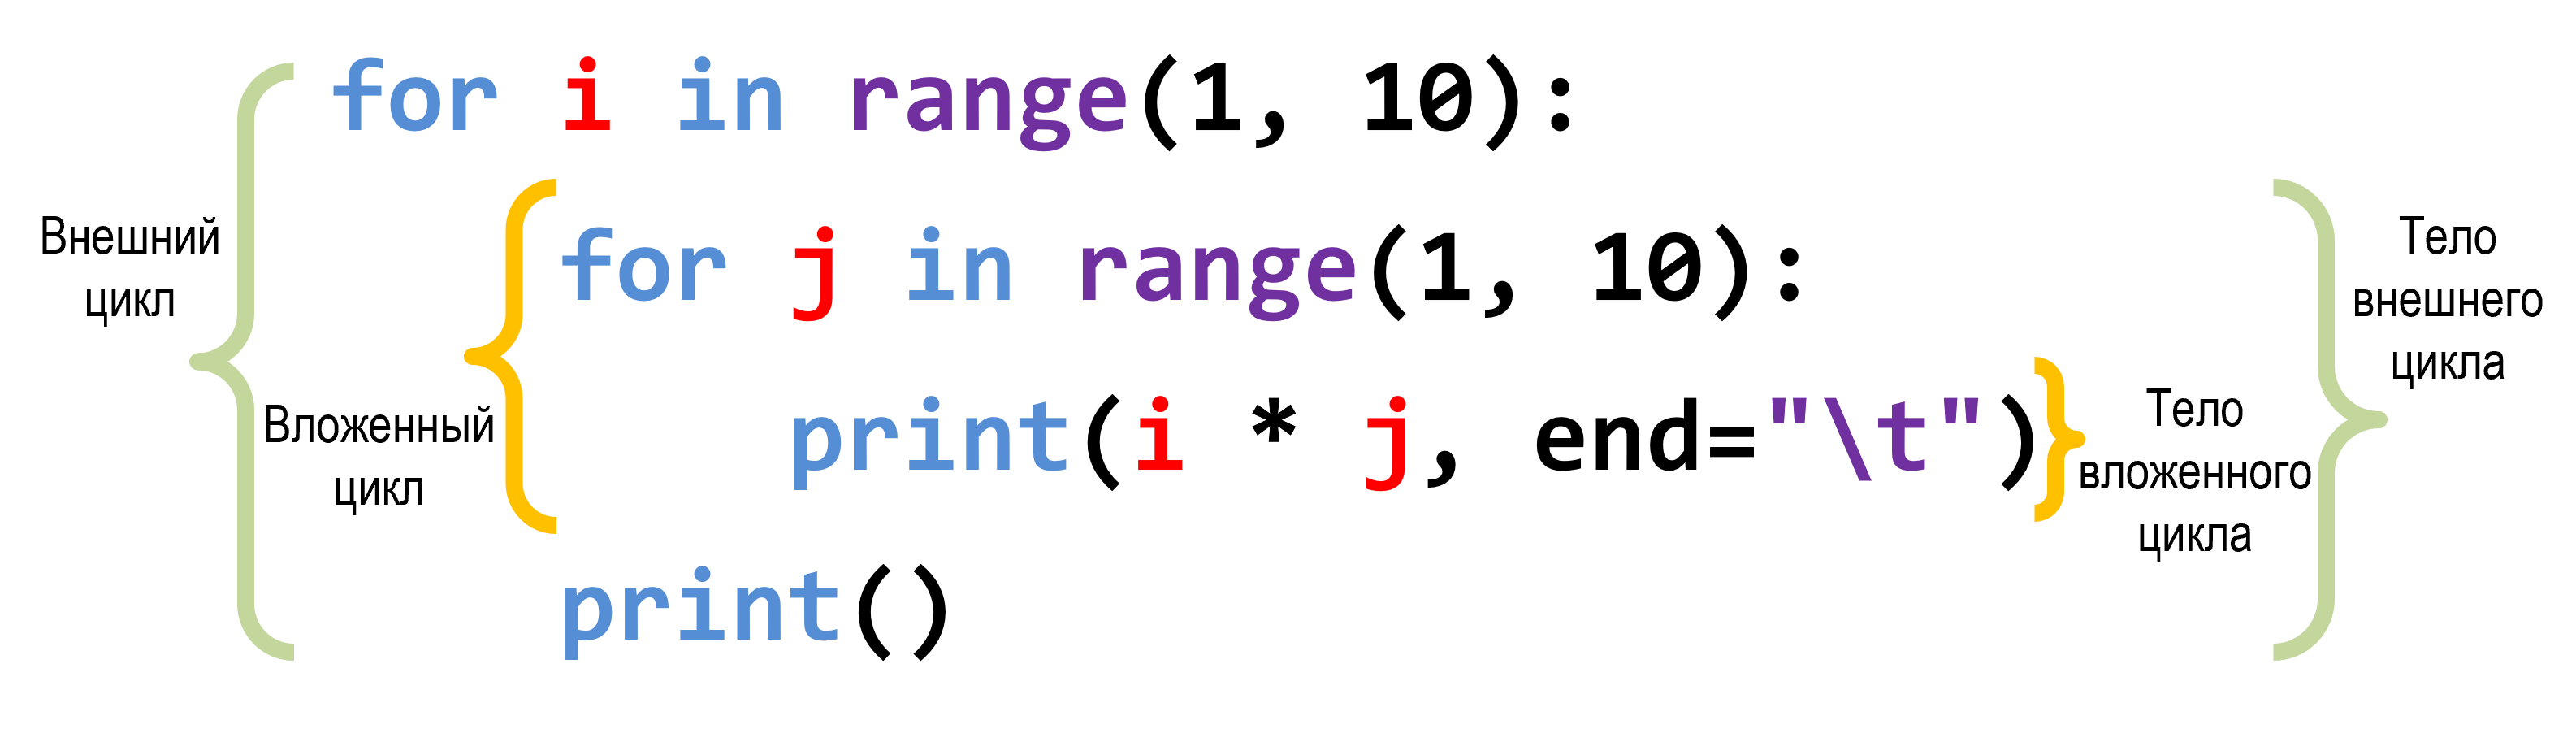 for i in range(1, 10):
Внешний
цикл
for j in range(1, 10):
Тело
внешнего
цикла
Вложенный
цикл
print(i * j, end="\t")
Тело
вложенного
цикла
print()